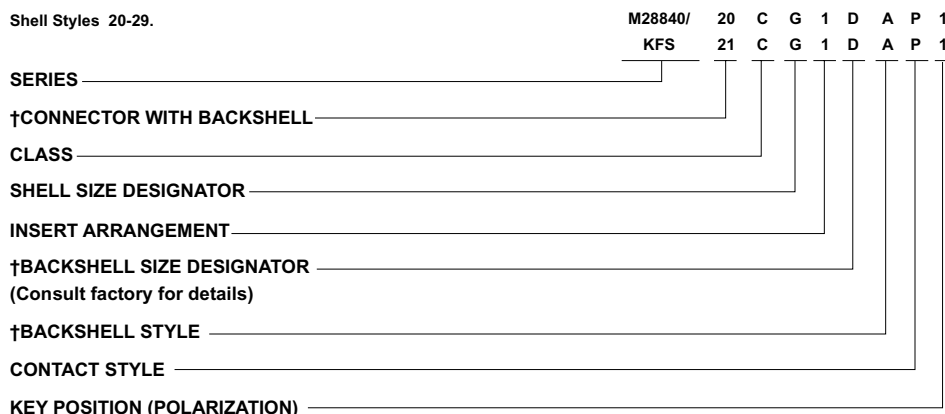 Shell Styles 20-29.
M28840/ 20 C G 1 D A P 1
KFS 21 C G 1 D A P 1
SERIES
†CONNECTOR WITH BACKSHELL
CLASS
SHELL SIZE DESIGNATOR
INSERT ARRANGEMENT
†BACKSHELL SIZE DESIGNATOR
(Consult factory for details)
†BACKSHELL STYLE
CONTACT STYLE
KEY POSITION (POLARIZATION)